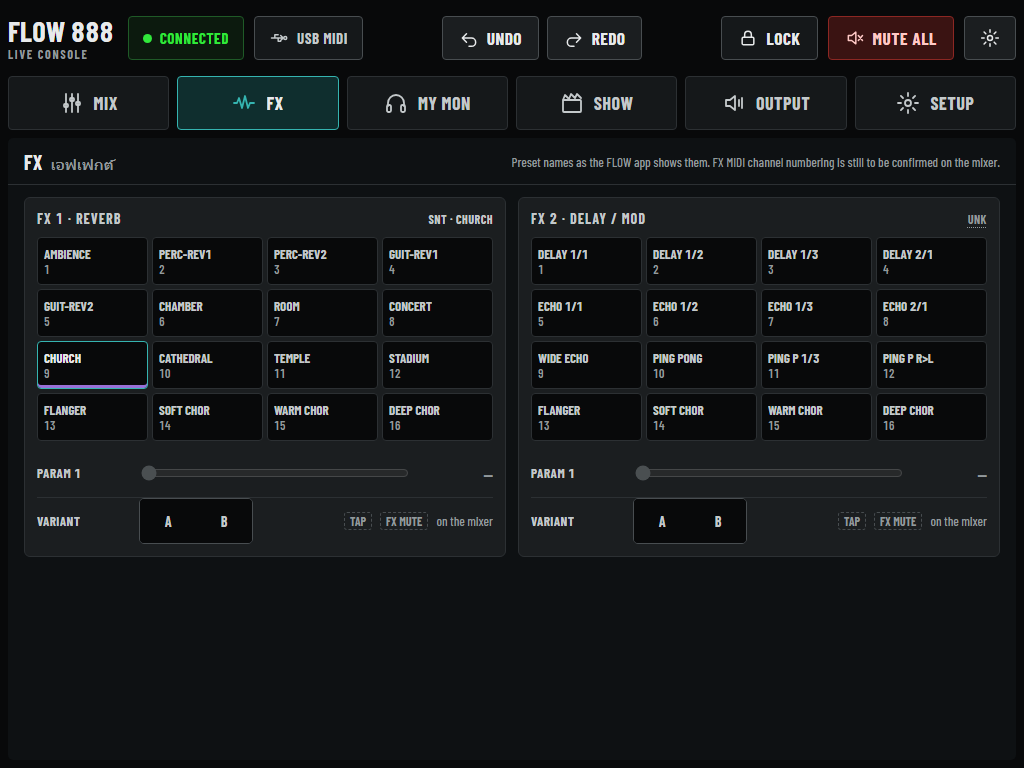 FLOW 888
LIVE CONSOLE
CONNECTED
USB MIDI
UNDO
REDO
LOCK
MUTE ALL
MIX
FX
MY MON
SHOW
OUTPUT
SETUP
FX เอฟเฟกต์
Preset names as the FLOW app shows them. FX MIDI channel numbering is still to be confirmed on the mixer.
FX 1 · REVERB
SNT · CHURCH
AMBIENCE
1
PERC-REV1
2
PERC-REV2
3
GUIT-REV1
4
GUIT-REV2
5
CHAMBER
6
ROOM
7
CONCERT
8
CHURCH
9
CATHEDRAL
10
TEMPLE
11
STADIUM
12
FLANGER
13
SOFT CHOR
14
WARM CHOR
15
DEEP CHOR
16
PARAM 1
—
VARIANT
A
B
TAP
FX MUTE
on the mixer
FX 2 · DELAY / MOD
UNK
DELAY 1/1
1
DELAY 1/2
2
DELAY 1/3
3
DELAY 2/1
4
ECHO 1/1
5
ECHO 1/2
6
ECHO 1/3
7
ECHO 2/1
8
WIDE ECHO
9
PING PONG
10
PING P 1/3
11
PING P R>L
12
FLANGER
13
SOFT CHOR
14
WARM CHOR
15
DEEP CHOR
16
PARAM 1
—
VARIANT
A
B
TAP
FX MUTE
on the mixer